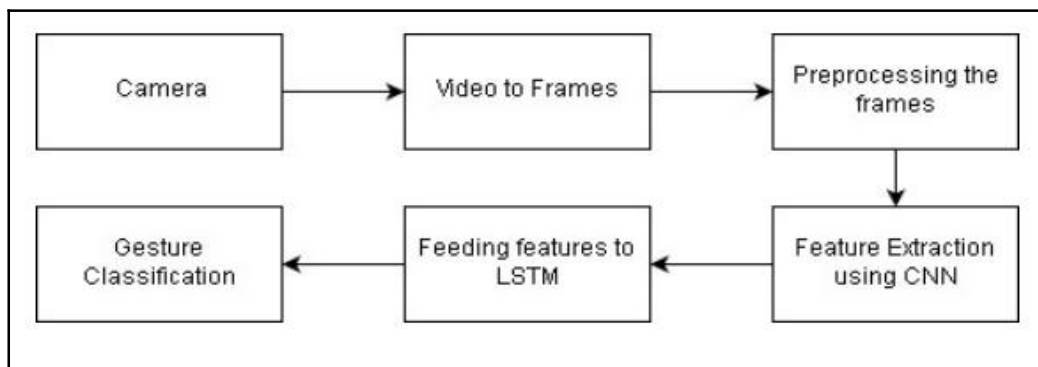 Camera
Video to Frames
Preprocessing the
frames
Feature Extraction
using CNN
Feeding features to
LSTM
Gesture
Classification